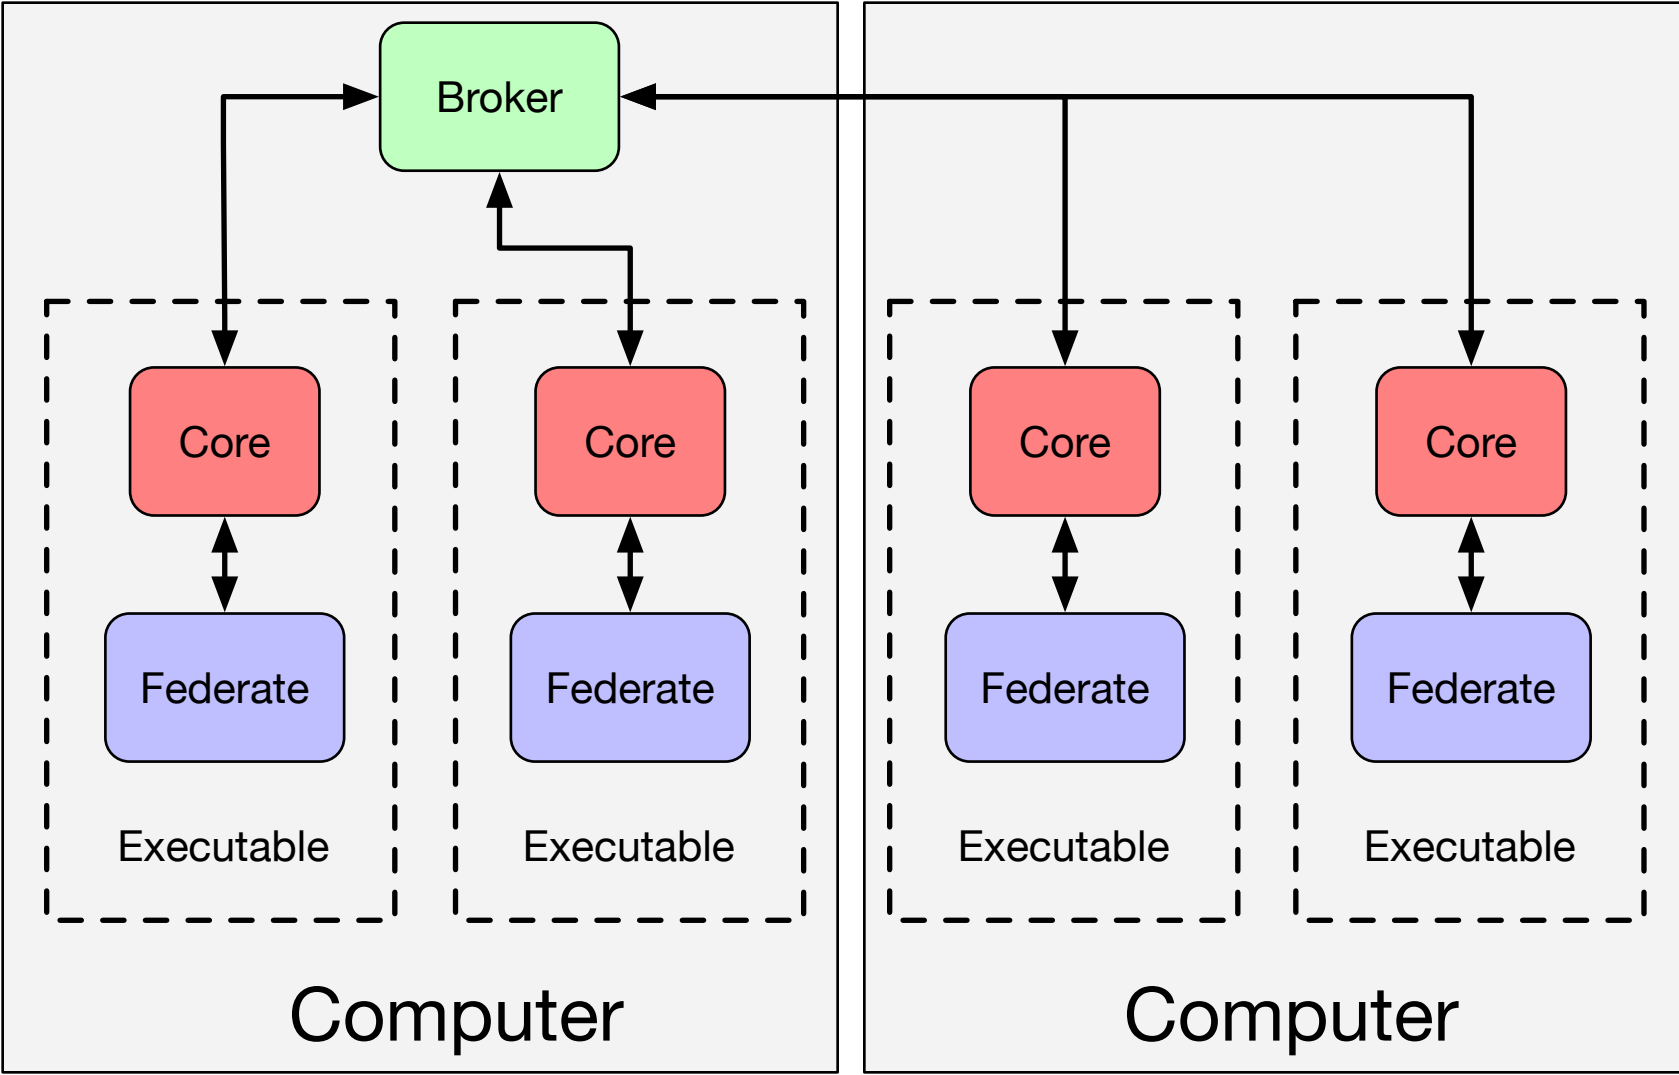 Broker
Core
Core
Core
Core
Federate
Federate
Federate
Federate
Executable
Executable
Executable
Executable
Computer
Computer